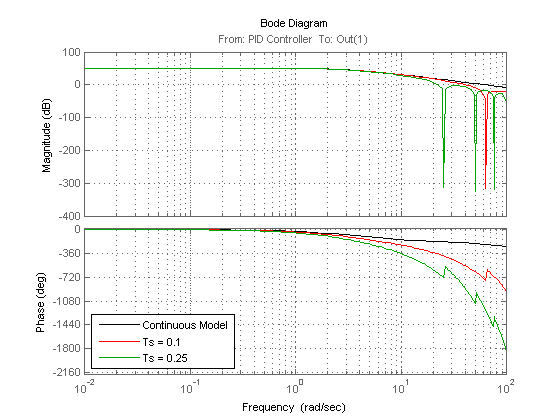 Bode Diagram
From: PID Controller To: Out(1)
100
0
-100
-200
-300
-400
Magnitude (dB)
0
-360
-720
-1080
-1440
-1800
-2160
Phase (deg)
Continuous Model
Ts = 0.1
Ts = 0.25
10^-2
10^-1
10^0
10^1
10^2
Frequency (rad/sec)